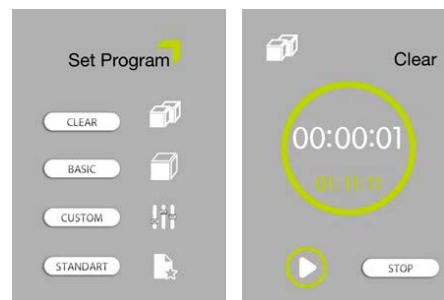 Set Program
CLEAR
BASIC
CUSTOM
STANDART
Clear
00:00:01
01:11:11
STOP